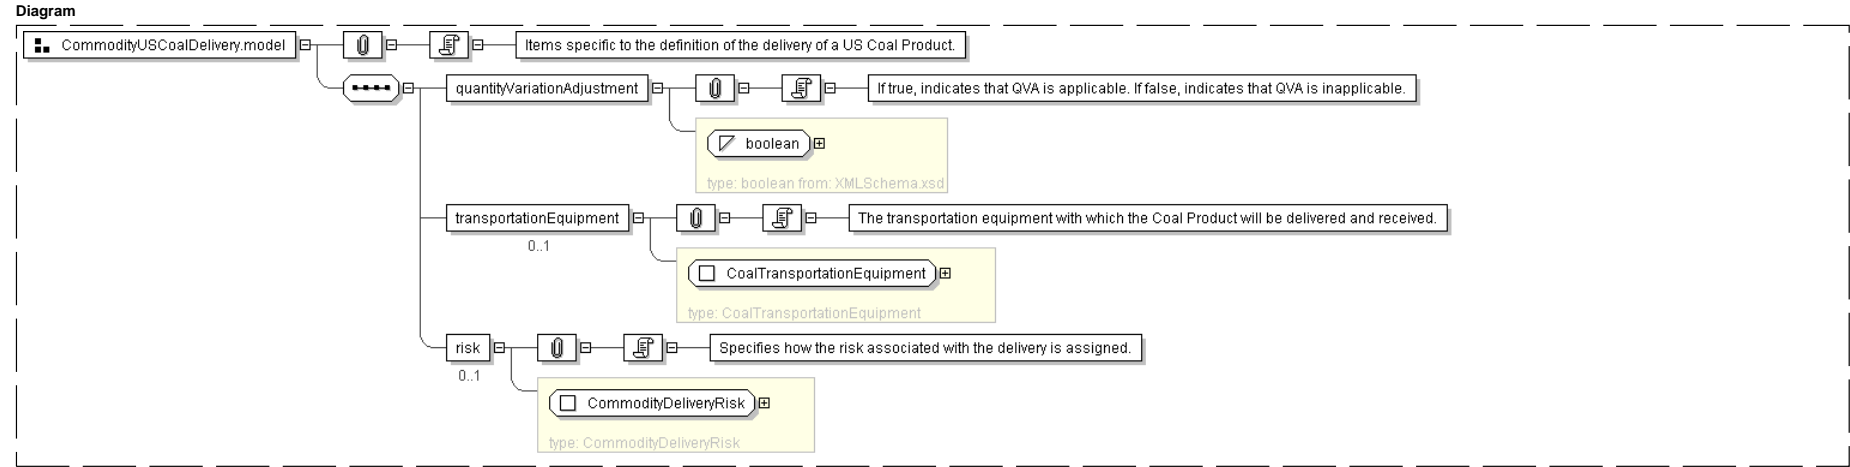 Diagram
CommodityUSCoalDelivery.model
Items specific to the definition of the delivery of a US Coal Product.
quantityVariationAdjustment
If true, indicates that QVA is applicable. If false, indicates that QVA is inapplicable.
boolean
type: boolean from: XMLSchema.xsd
transportationEquipment
The transportation equipment with which the Coal Product will be delivered and received.
0..1
CoalTransportationEquipment
type: CoalTransportationEquipment
risk
Specifies how the risk associated with the delivery is assigned.
0..1
CommodityDeliveryRisk
type: CommodityDeliveryRisk